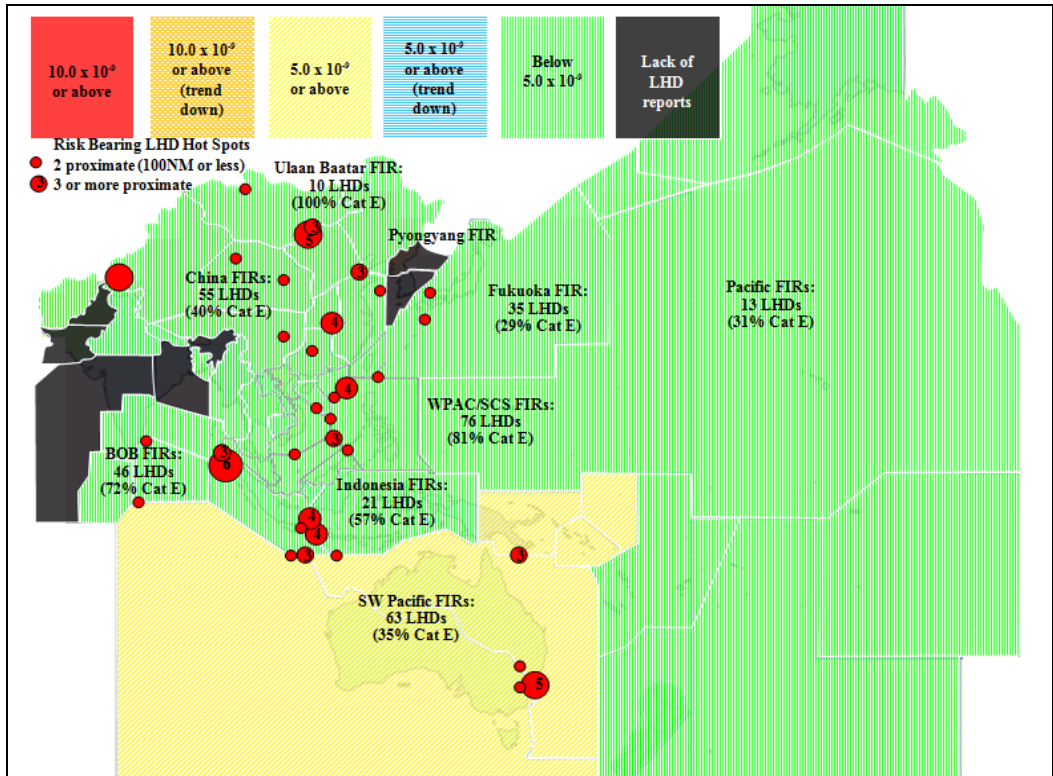 10.0 x 10⁻⁹
or above
10.0 x 10⁻⁹
or above
(trend
down)
5.0 x 10⁻⁹
or above
5.0 x 10⁻⁹
or above
(trend
down)
Below
5.0 x 10⁻⁹
Lack of
LHD
reports
Risk Bearing LHD Hot Spots
2 proximate (100NM or less)
3 3 or more proximate
Ulaan Baatar FIR:
10 LHDs
(100% Cat E)
3
5
Pyongyang FIR
3
China FIRs:
55 LHDs
(40% Cat E)
Fukuoka FIR:
35 LHDs
(29% Cat E)
Pacific FIRs:
13 LHDs
(31% Cat E)
4
4
WPAC/SCS FIRs:
76 LHDs
(81% Cat E)
3
BOB FIRs:
46 LHDs
(72% Cat E)
3
6
Indonesia FIRs:
21 LHDs
(57% Cat E)
4
4
3
3
SW Pacific FIRs:
63 LHDs
(35% Cat E)
5